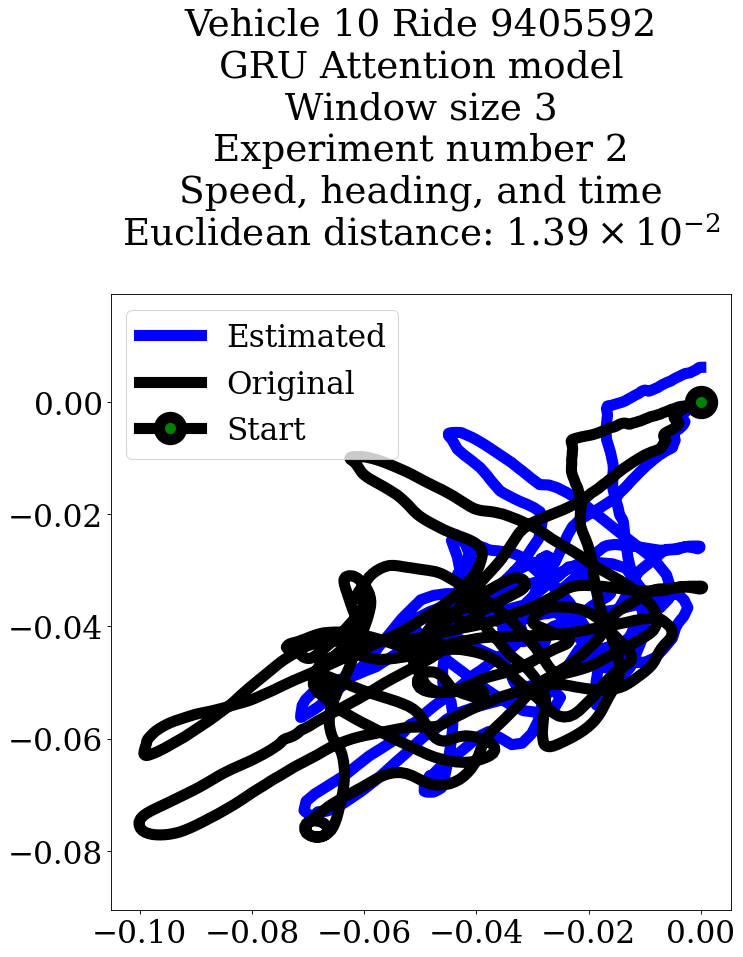 Vehicle 10 Ride 9405592
GRU Attention model
Window size 3
Experiment number 2
Speed, heading, and time
Euclidean distance: 1.39 × 10⁻²
Estimated
Original
Start
0.00
−0.02
−0.04
−0.06
−0.08
−0.10 −0.08 −0.06 −0.04 −0.02 0.00